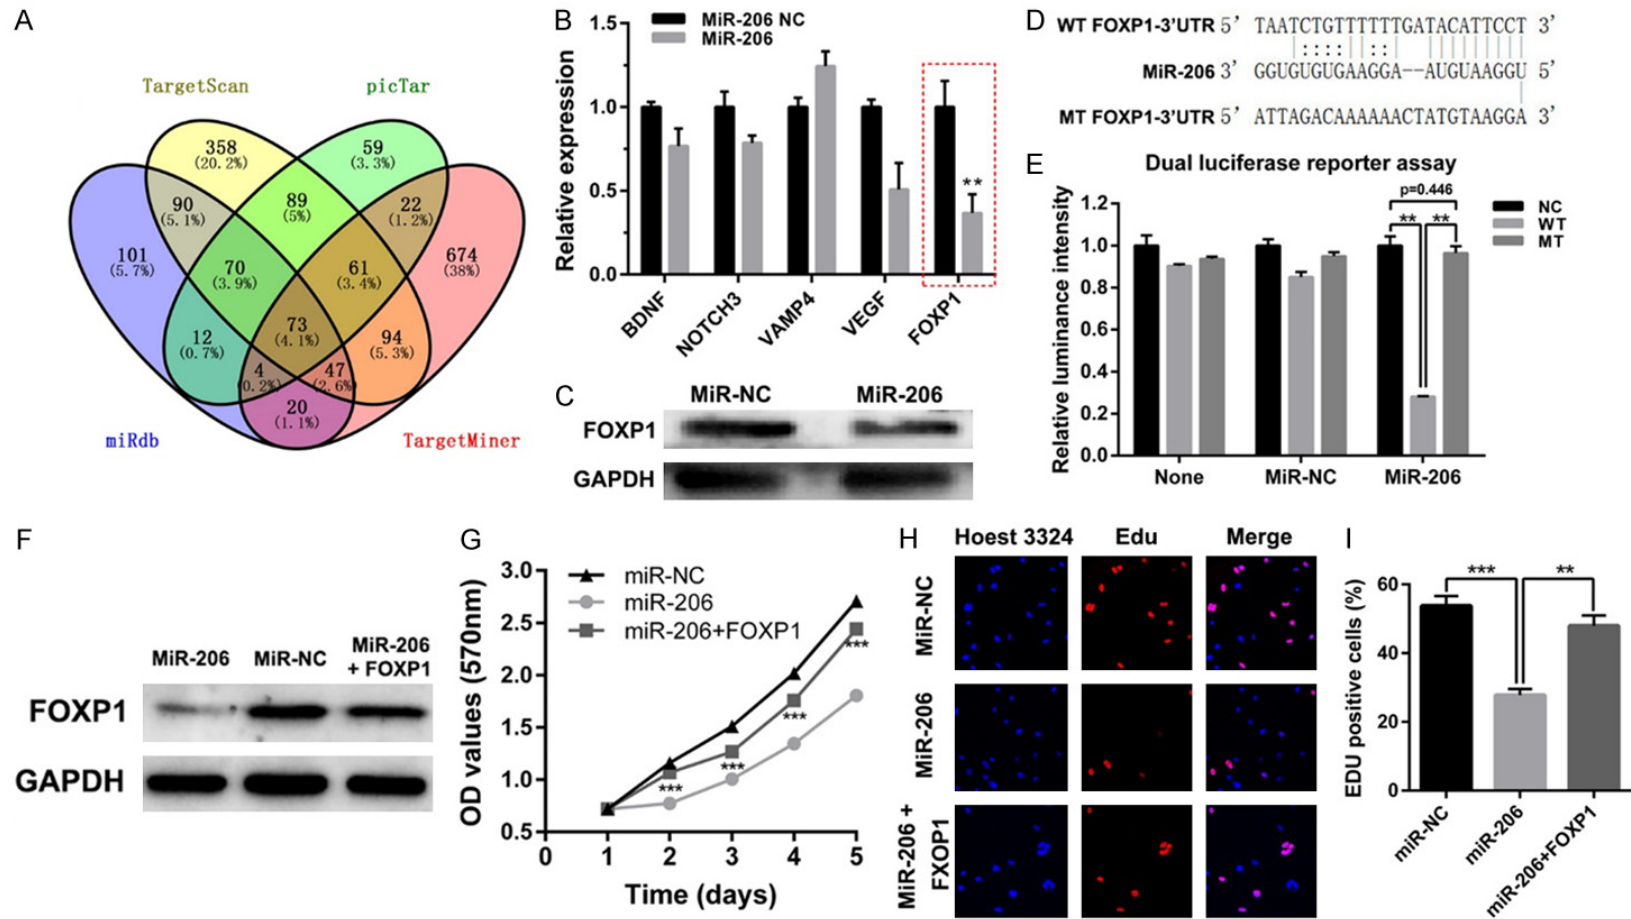 A
TargetScan
picTar
358
(20.2%)
59
(3.3%)
90
(5.1%)
89
(5%)
22
(1.2%)
101
(5.7%)
70
(3.9%)
61
(3.4%)
674
(38%)
73
(4.1%)
12
(0.7%)
94
(5.3%)
4
(0.2%)
47
(2.6%)
20
(1.1%)
miRdb
TargetMiner
B
MiR-206 NC
MiR-206
Relative expression
1.5
1.0
0.5
0.0
**
BDNF
NOTCH3
VAMP4
VEGF
FOXP1
C
MiR-NC MiR-206
FOXP1
GAPDH
D
WT FOXP1-3'UTR 5' TAATCTGTTTTTTGATACATTCCT 3'
MiR-206 3' GGUGUGUGAAGGA--AUGUAAGGU 5'
MT FOXP1-3'UTR 5' ATTAGACAAAAAACTATGTAAGGA 3'
E
Dual luciferase reporter assay
Relative luminance intensity
1.2
1.0
0.8
0.6
0.4
0.2
0.0
p=0.446
** **
NC
WT
MT
None MiR-NC MiR-206
F
MiR-206 MiR-NC MiR-206
+ FOXP1
FOXP1
GAPDH
G
OD values (570nm)
3.0
2.5
2.0
1.5
1.0
0.5
miR-NC
miR-206
miR-206+FOXP1
***
***
***
***
0 1 2 3 4 5
Time (days)
H
Hoest 3324 Edu Merge
MiR-NC
MiR-206
MiR-206 +
FXOP1
I
EDU positive cells (%)
60
40
20
0
*** **
miR-NC
miR-206
miR-206+FOXP1